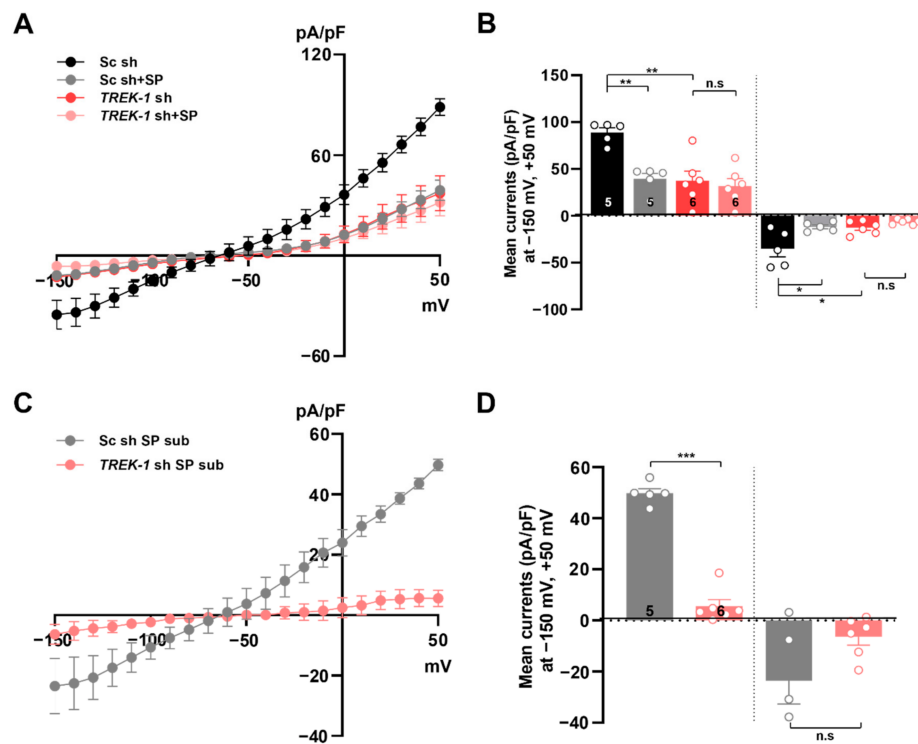 A
pA/pF
Sc sh
Sc sh+SP
TREK-1 sh
TREK-1 sh+SP
120
60
−150
−100
−50
50
mV
−60
B
Mean currents (pA/pF)
at −150 mV, +50 mV
150
100
50
0
−50
−100
**
**
n.s
5
5
6
6
*
*
n.s
C
pA/pF
Sc sh SP sub
TREK-1 sh SP sub
60
40
20
−150
−100
−50
50
mV
−20
−40
D
Mean currents (pA/pF)
at −150 mV, +50 mV
60
40
20
0
−20
−40
***
5
6
n.s